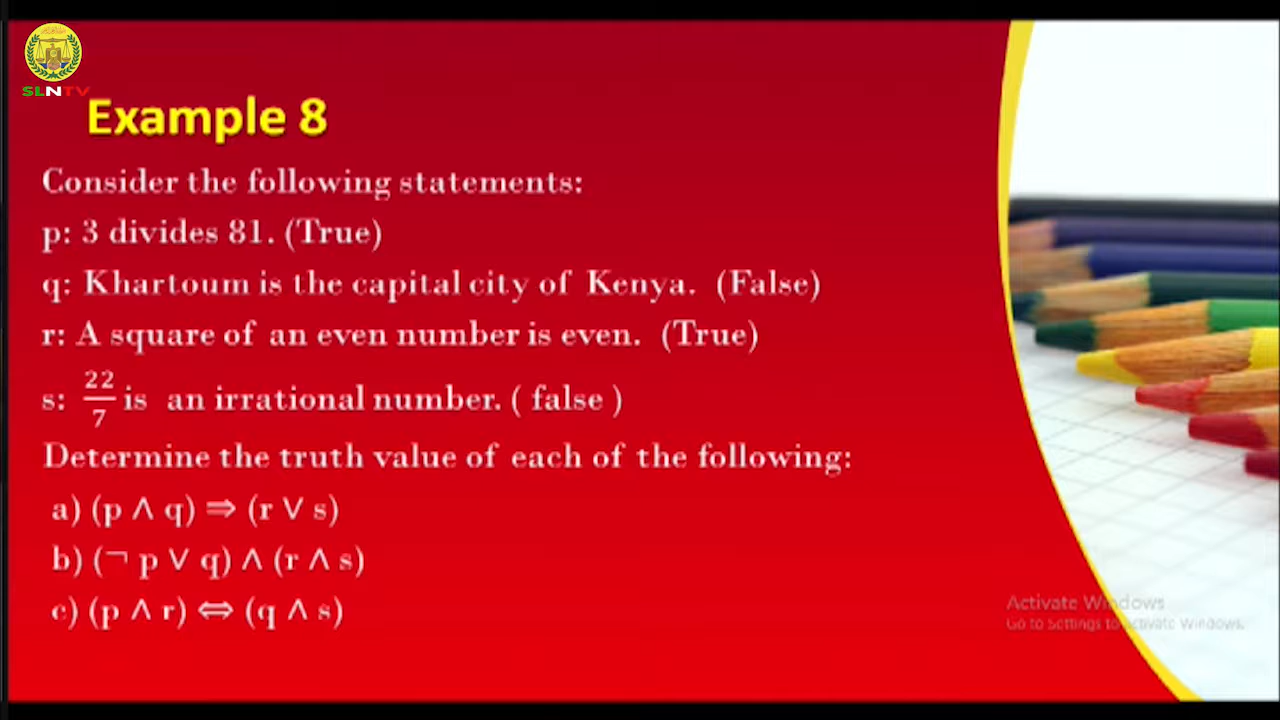 SLNTV
Example 8
Consider the following statements:
p: 3 divides 81. (True)
q: Khartoum is the capital city of Kenya. (False)
r: A square of an even number is even. (True)
s: 22/7 is an irrational number. ( false )
Determine the truth value of each of the following:
a) (p ∧ q) ⇒ (r ∨ s)
b) (¬ p ∨ q) ∧ (r ∧ s)
c) (p ∧ r) ⇔ (q ∧ s)
Activate Windows
Go to Settings to activate Windows.